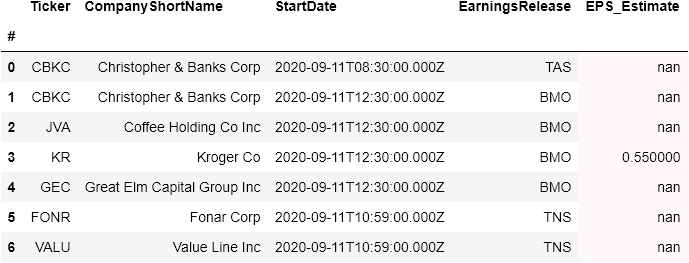 Ticker CompanyShortName StartDate EarningsRelease EPS_Estimate
#
0 CBKC Christopher & Banks Corp 2020-09-11T08:30:00.000Z TAS nan
1 CBKC Christopher & Banks Corp 2020-09-11T12:30:00.000Z BMO nan
2 JVA Coffee Holding Co Inc 2020-09-11T12:30:00.000Z BMO nan
3 KR Kroger Co 2020-09-11T12:30:00.000Z BMO 0.550000
4 GEC Great Elm Capital Group Inc 2020-09-11T12:30:00.000Z BMO nan
5 FONR Fonar Corp 2020-09-11T10:59:00.000Z TNS nan
6 VALU Value Line Inc 2020-09-11T10:59:00.000Z TNS nan